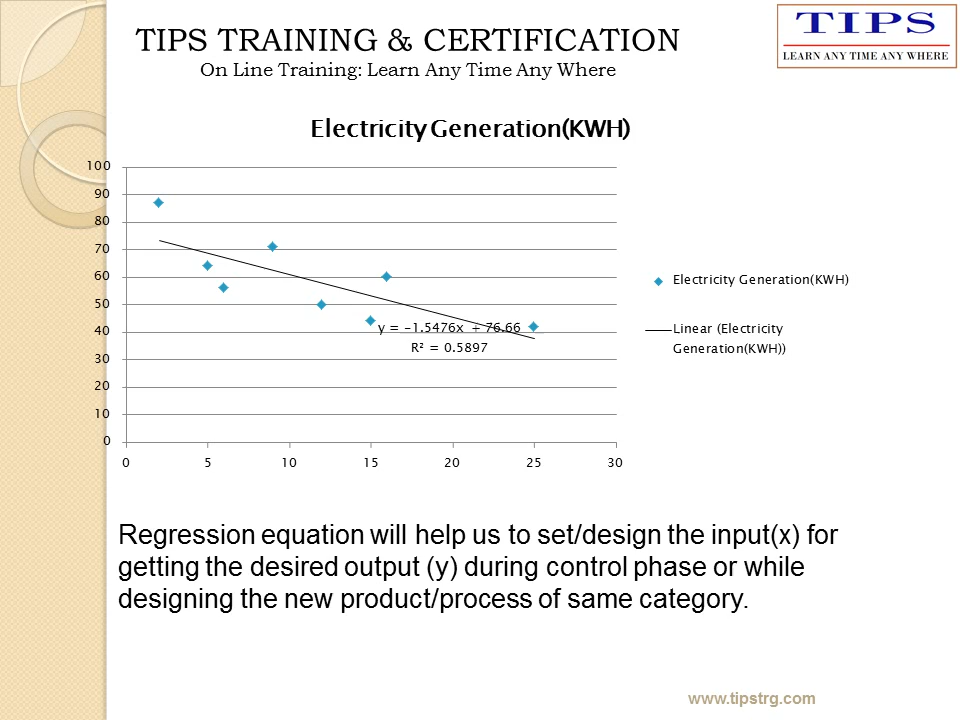 TIPS TRAINING & CERTIFICATION
On Line Training: Learn Any Time Any Where
TIPS
LEARN ANY TIME ANY WHERE
Electricity Generation(KWH)
100
90
80
70
60
50
40
30
20
10
0
0 5 10 15 20 25 30
y = -1.5476x + 76.66
R² = 0.5897
Electricity Generation(KWH)
Linear (Electricity
Generation(KWH))
Regression equation will help us to set/design the input(x) for
getting the desired output (y) during control phase or while
designing the new product/process of same category.
www.tipstrg.com